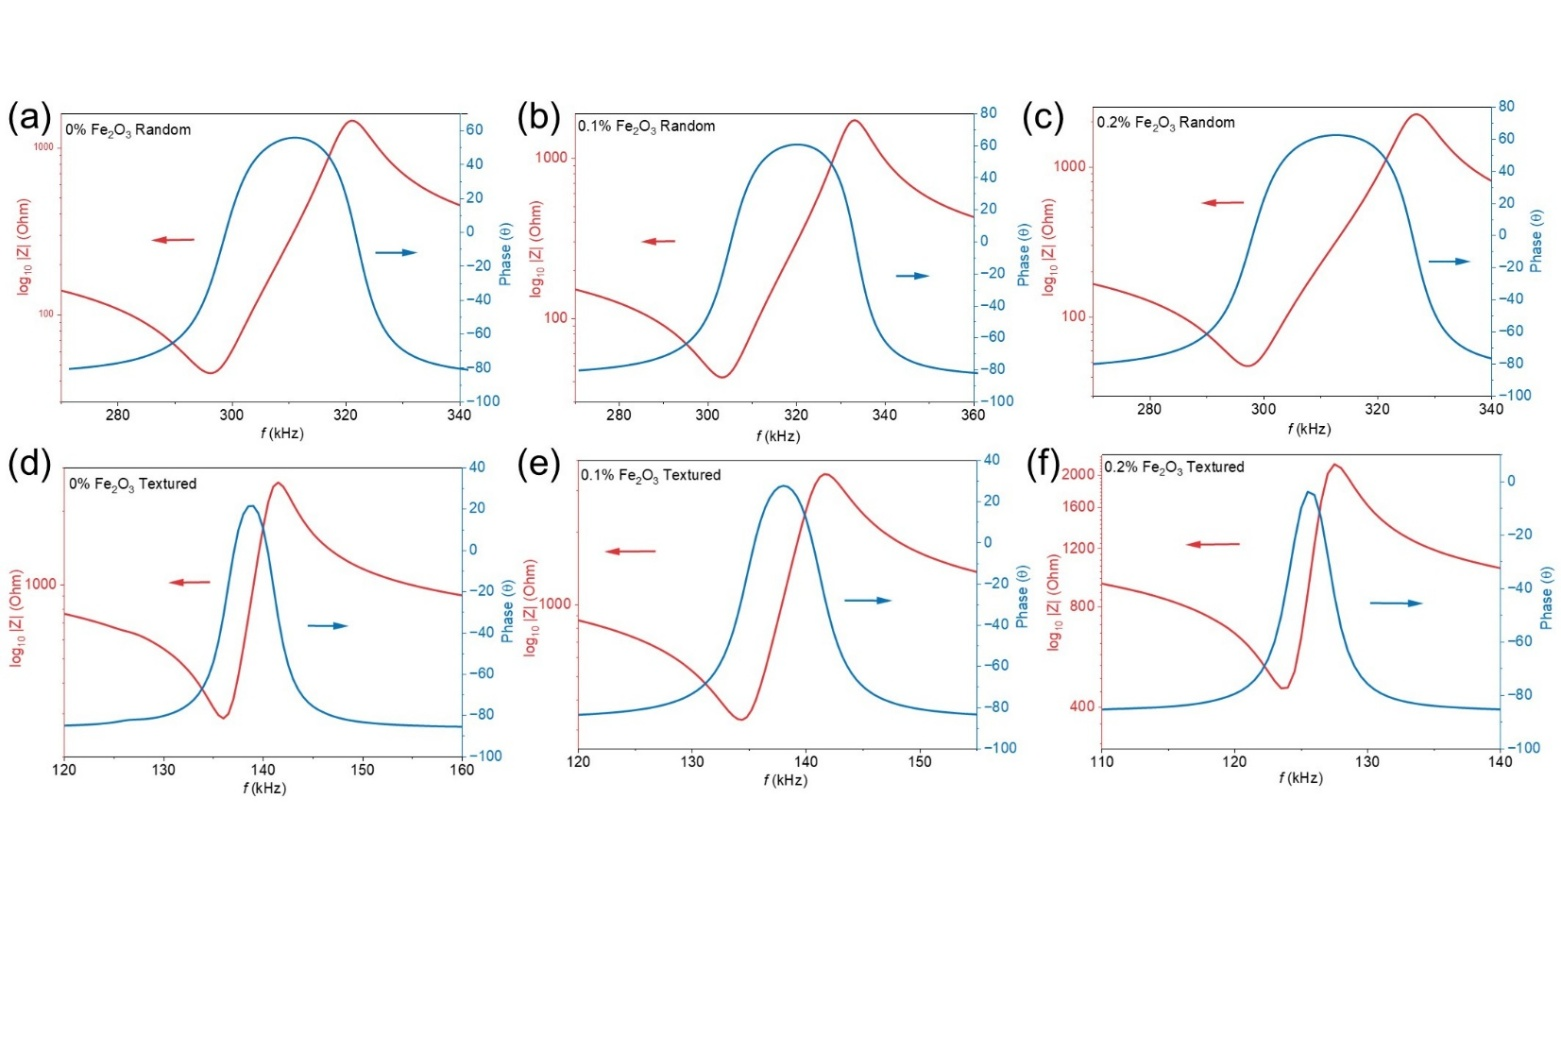 (a)
0% Fe₂O₃ Random
log₁₀ |Z| (Ohm)
1000
100
60
40
20
0
−20
−40
−60
−80
−100
Phase (θ)
280 300 320 340
f (kHz)
(b)
0.1% Fe₂O₃ Random
log₁₀ |Z| (Ohm)
1000
100
80
60
40
20
0
−20
−40
−60
−80
−100
Phase (θ)
280 300 320 340 360
f (kHz)
(c)
0.2% Fe₂O₃ Random
log₁₀ |Z| (Ohm)
1000
100
80
60
40
20
0
−20
−40
−60
−80
−100
Phase (θ)
280 300 320 340
f (kHz)
(d)
0% Fe₂O₃ Textured
log₁₀ |Z| (Ohm)
1000
40
20
0
−20
−40
−60
−80
−100
Phase (θ)
120 130 140 150 160
f (kHz)
(e)
0.1% Fe₂O₃ Textured
log₁₀ |Z| (Ohm)
1000
40
20
0
−20
−40
−60
−80
−100
Phase (θ)
120 130 140 150
f (kHz)
(f)
0.2% Fe₂O₃ Textured
log₁₀ |Z| (Ohm)
2000
1600
1200
800
400
0
−20
−40
−60
−80
−100
Phase (θ)
110 120 130 140
f (kHz)